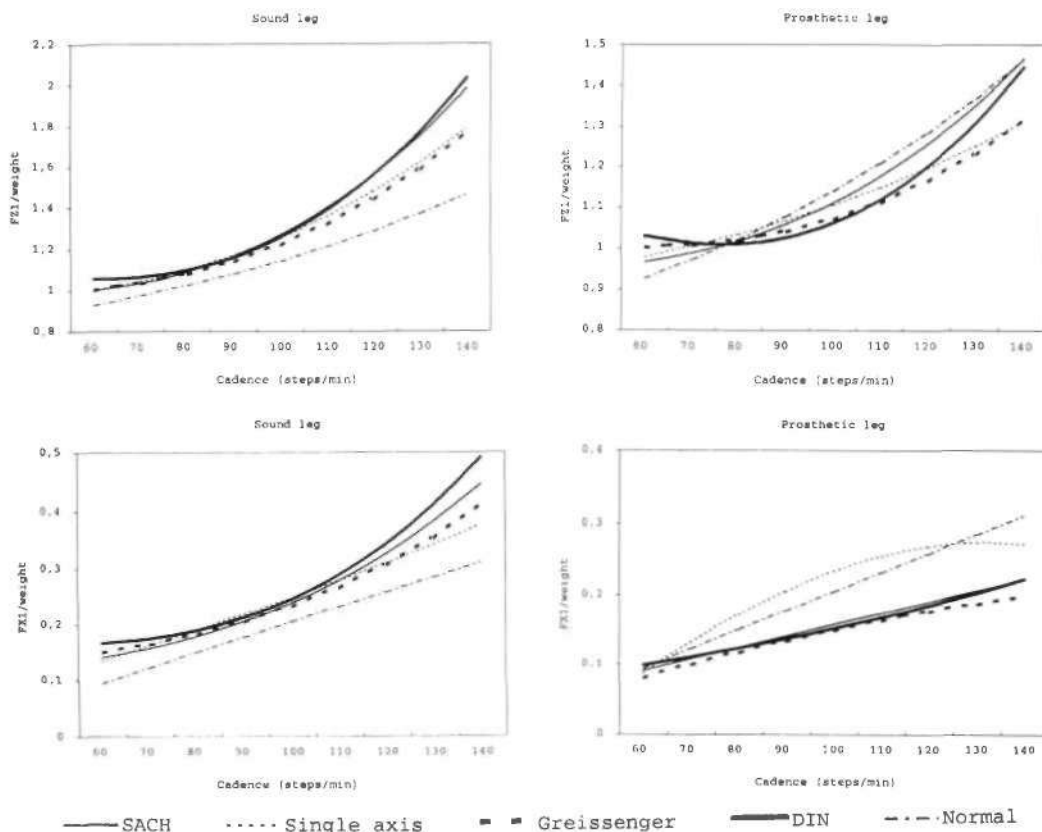 Sound leg
2,2
2
1,8
1,6
1,4
1,2
1
0,8
FZ1/weight
60 70 80 90 100 110 120 130 140
Cadence (steps/min)
Prosthetic leg
1,5
1,4
1,3
1,2
1,1
1
0,9
0,8
FZ1/weight
60 70 80 90 100 110 120 130 140
Cadence (steps/min)
Sound leg
0,5
0,4
0,3
0,2
0,1
0
FX1/weight
60 70 80 90 100 110 120 130 140
Cadence (steps/min)
Prosthetic leg
0,4
0,3
0,2
0,1
0
FX1/weight
60 70 80 90 100 110 120 130 140
Cadence (steps/min)
SACH Single axis Greissenger DIN Normal